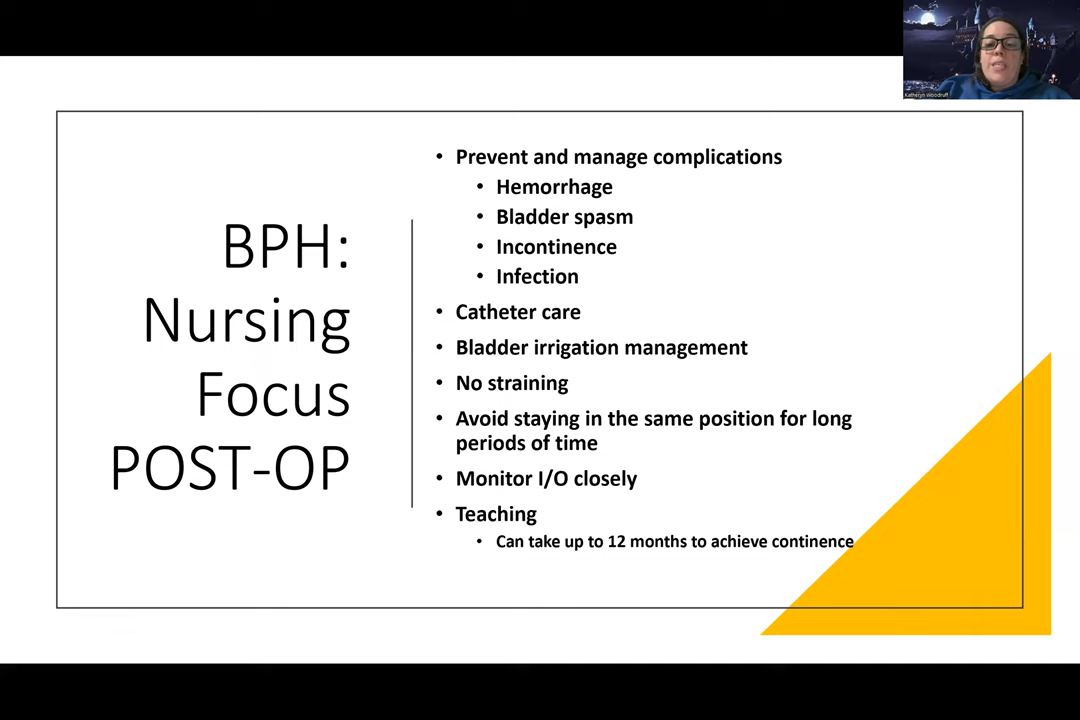 Katheryn Woodruff
BPH:
Nursing
Focus
POST-OP
• Prevent and manage complications
• Hemorrhage
• Bladder spasm
• Incontinence
• Infection
• Catheter care
• Bladder irrigation management
• No straining
• Avoid staying in the same position for long
periods of time
• Monitor I/O closely
• Teaching
• Can take up to 12 months to achieve continence